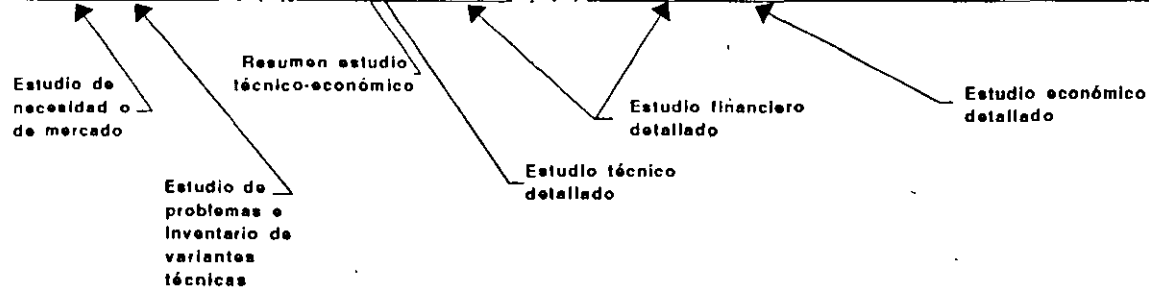 Estudio de
necesidad o
de mercado
Resumen estudio
técnico-económico
Estudio financiero
detallado
Estudio económico
detallado
Estudio técnico
detallado
Estudio de
problemas e
Inventario de
variantes
técnicas